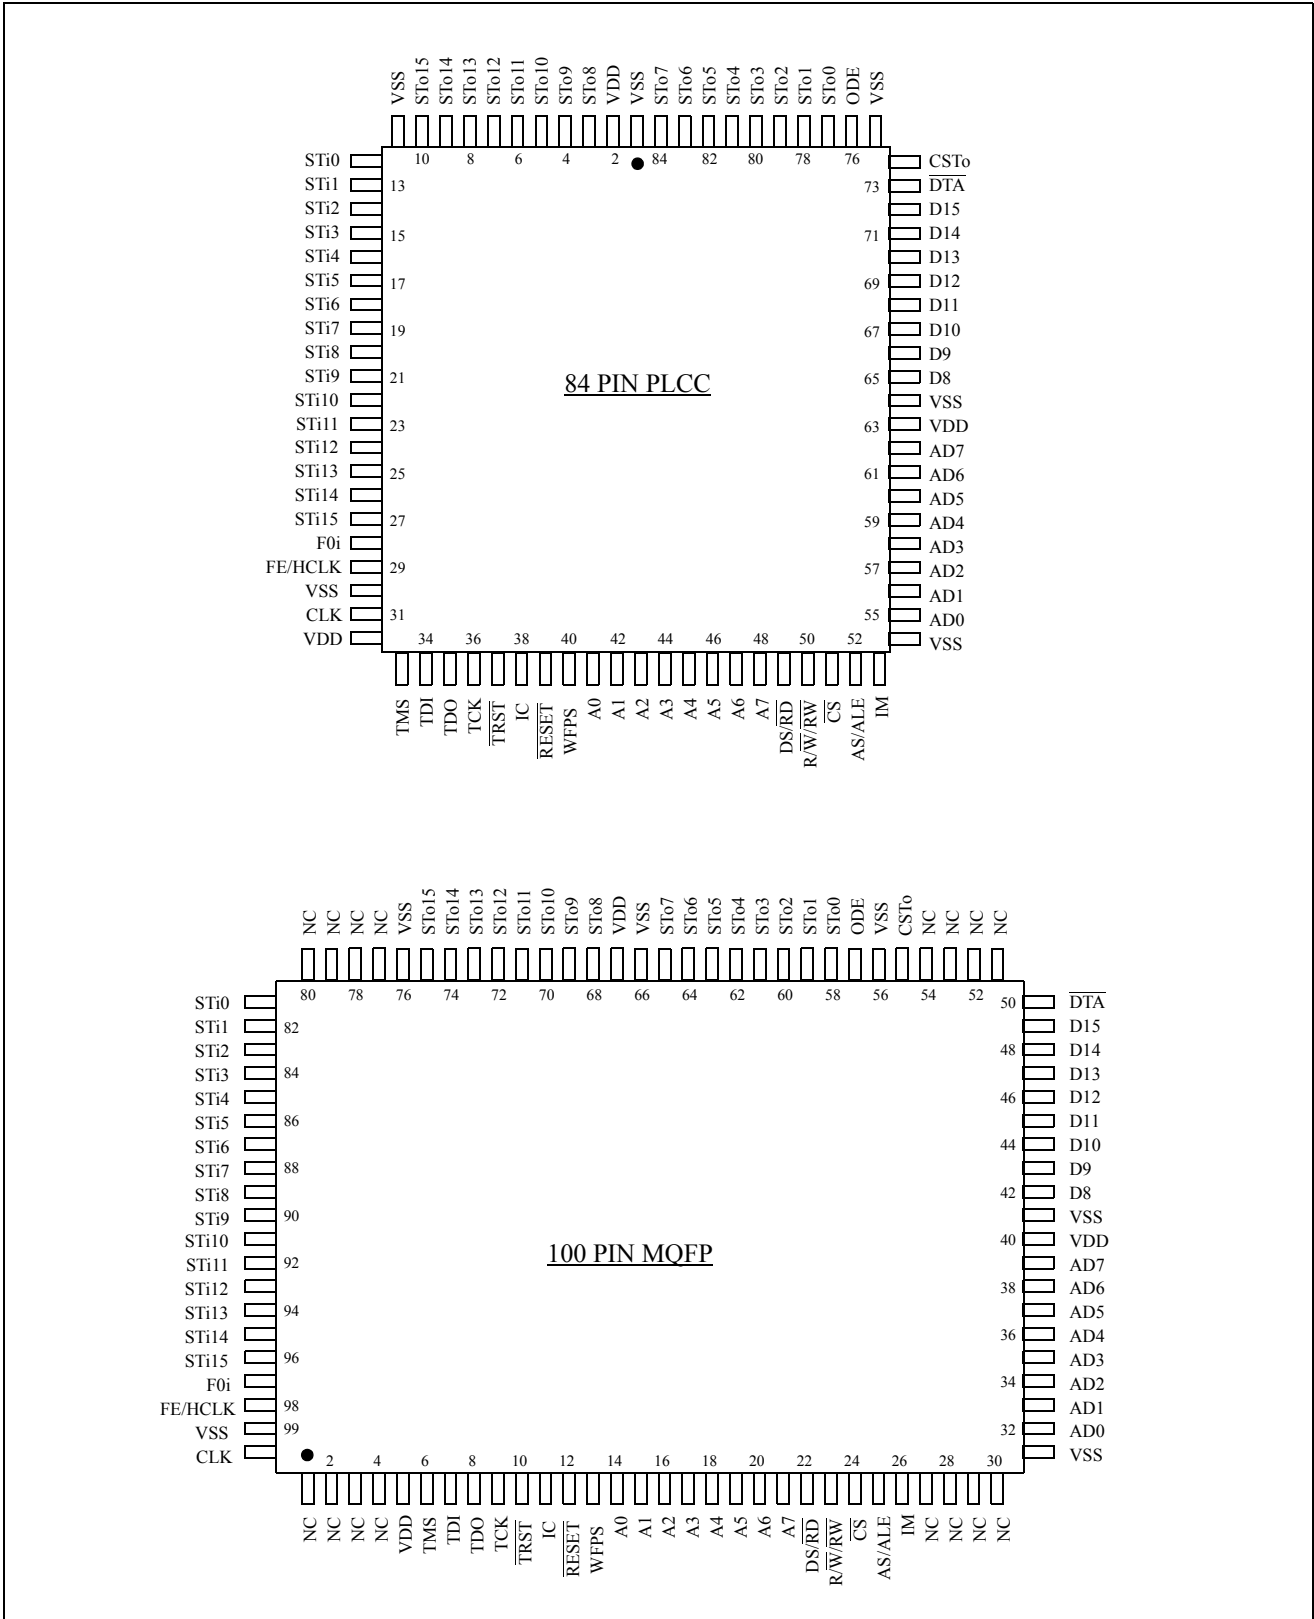 VSS STo15 STo14 STo13 STo12 STo11 STo10 STo9 STo8 VDD VSS STo7 STo6 STo5 STo4 STo3 STo2 STo1 STo0 ODE VSS
10 8 6 4 2 84 82 80 78 76
STi0 CSTo
STi1 13 73 D̅T̅A̅
STi2 D15
STi3 15 71 D14
STi4 D13
STi5 17 69 D12
STi6 D11
STi7 19 67 D10
STi8 D9
STi9 21 65 D8
84 PIN PLCC
STi10 VSS
STi11 23 63 VDD
STi12 AD7
STi13 25 61 AD6
STi14 AD5
STi15 27 59 AD4
F0i AD3
FE/HCLK 29 57 AD2
VSS AD1
CLK 31 55 AD0
VDD VSS
34 36 38 40 42 44 46 48 50 52
TMS TDI TDO TCK T̅R̅S̅T̅ IC R̅E̅S̅E̅T̅ WFPS A0 A1 A2 A3 A4 A5 A6 A7 D̅S̅/R̅D̅ R/W̅/R̅W̅ C̅S̅ AS/ALE IM
NC NC NC NC VSS STo15 STo14 STo13 STo12 STo11 STo10 STo9 STo8 VDD VSS STo7 STo6 STo5 STo4 STo3 STo2 STo1 STo0 ODE VSS CSTo NC NC NC NC
80 78 76 74 72 70 68 66 64 62 60 58 56 54 52
STi0 50 D̅T̅A̅
STi1 82 D15
STi2 48 D14
STi3 84 D13
STi4 46 D12
STi5 86 D11
STi6 44 D10
STi7 88 D9
STi8 42 D8
STi9 90 VSS
STi10 40 VDD
100 PIN MQFP
STi11 92 AD7
STi12 38 AD6
STi13 94 AD5
STi14 36 AD4
STi15 96 AD3
F0i 34 AD2
FE/HCLK 98 AD1
VSS 99 32 AD0
CLK VSS
2 4 6 8 10 12 14 16 18 20 22 24 26 28 30
NC NC NC NC VDD TMS TDI TDO TCK T̅R̅S̅T̅ IC R̅E̅S̅E̅T̅ WFPS A0 A1 A2 A3 A4 A5 A6 A7 D̅S̅/R̅D̅ R/W̅/R̅W̅ C̅S̅ AS/ALE IM NC NC NC NC